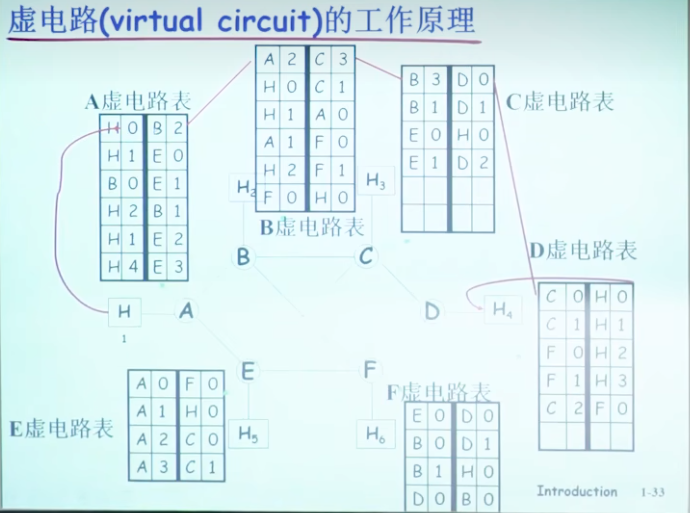 虚电路(virtual circuit)的工作原理
A虚电路表
H 0 B 2
H 1 E 0
B 0 E 1
H 2 B 1
H 1 E 2
H 4 E 3
A 2 C 3
H 0 C 1
H 1 A 0
A 1 F 0
H 2 F 1
F 0 H 0
B虚电路表
B 3 D 0
B 1 D 1
E 0 H 0
E 1 D 2
C虚电路表
H2
H3
B
C
D虚电路表
C 0 H 0
C 1 H 1
F 0 H 2
F 1 H 3
C 2 F 0
H
1
A
D
H4
E
F
E虚电路表
A 0 F 0
A 1 H 0
A 2 C 0
A 3 C 1
H5
H6
F虚电路表
E 0 D 0
B 0 D 1
B 1 H 0
D 0 B 0
Introduction 1-33